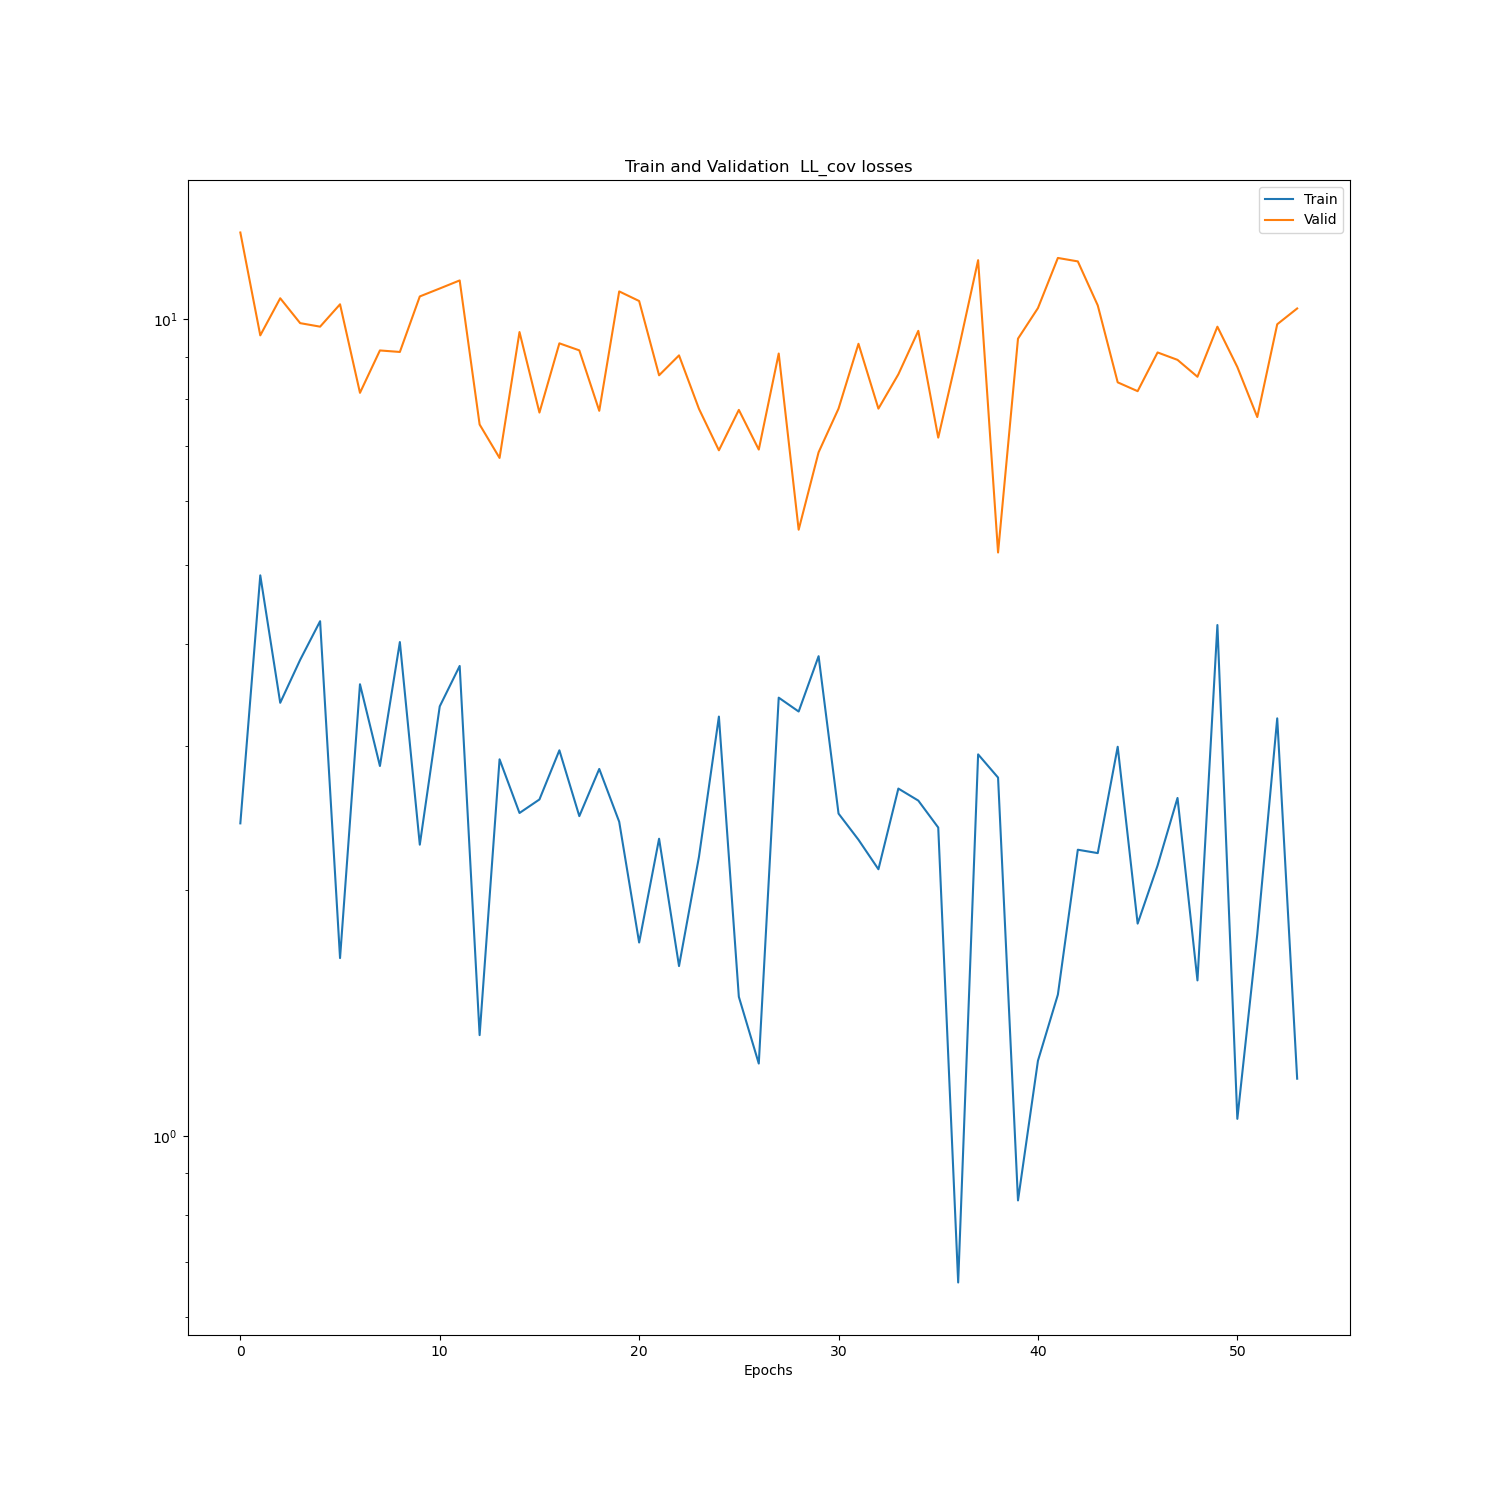 Train and Validation  LL_cov losses
Train
Valid
10¹
10⁰
0 10 20 30 40 50
Epochs